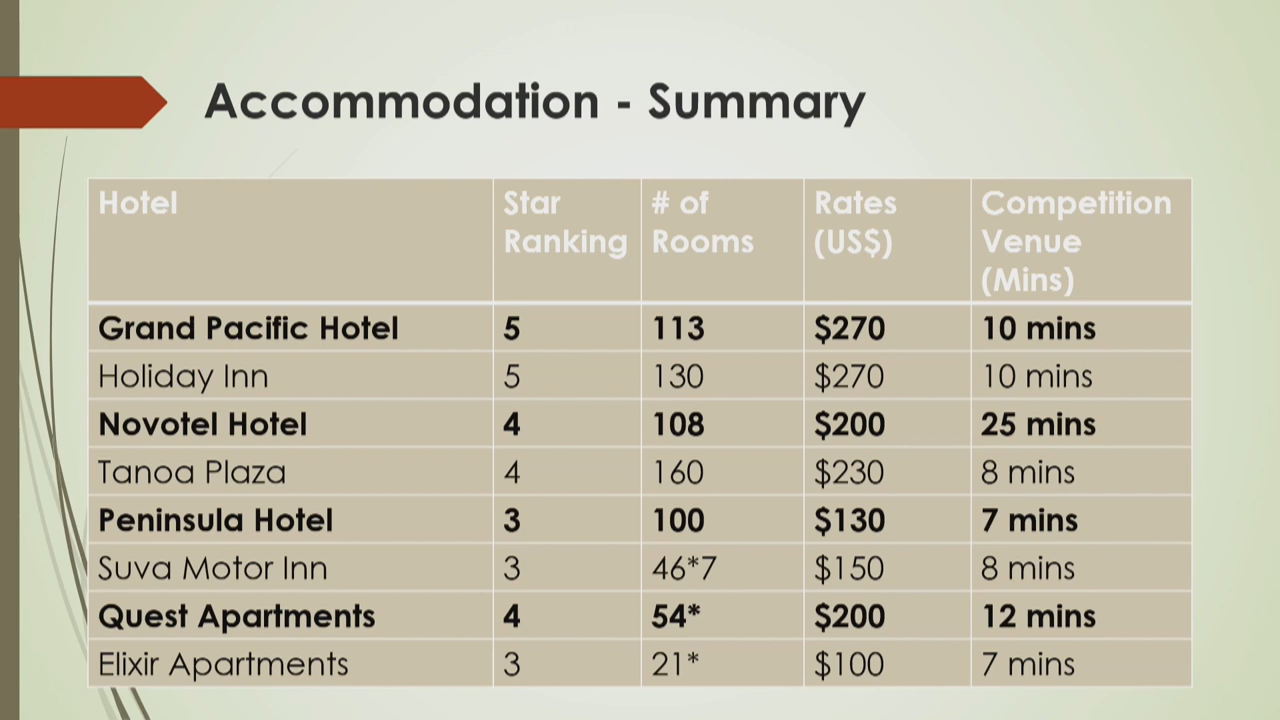 Accommodation - Summary
Hotel Star Ranking # of Rooms Rates (US$) Competition Venue (Mins)
Grand Pacific Hotel 5 113 $270 10 mins
Holiday Inn 5 130 $270 10 mins
Novotel Hotel 4 108 $200 25 mins
Tanoa Plaza 4 160 $230 8 mins
Peninsula Hotel 3 100 $130 7 mins
Suva Motor Inn 3 46*7 $150 8 mins
Quest Apartments 4 54* $200 12 mins
Elixir Apartments 3 21* $100 7 mins